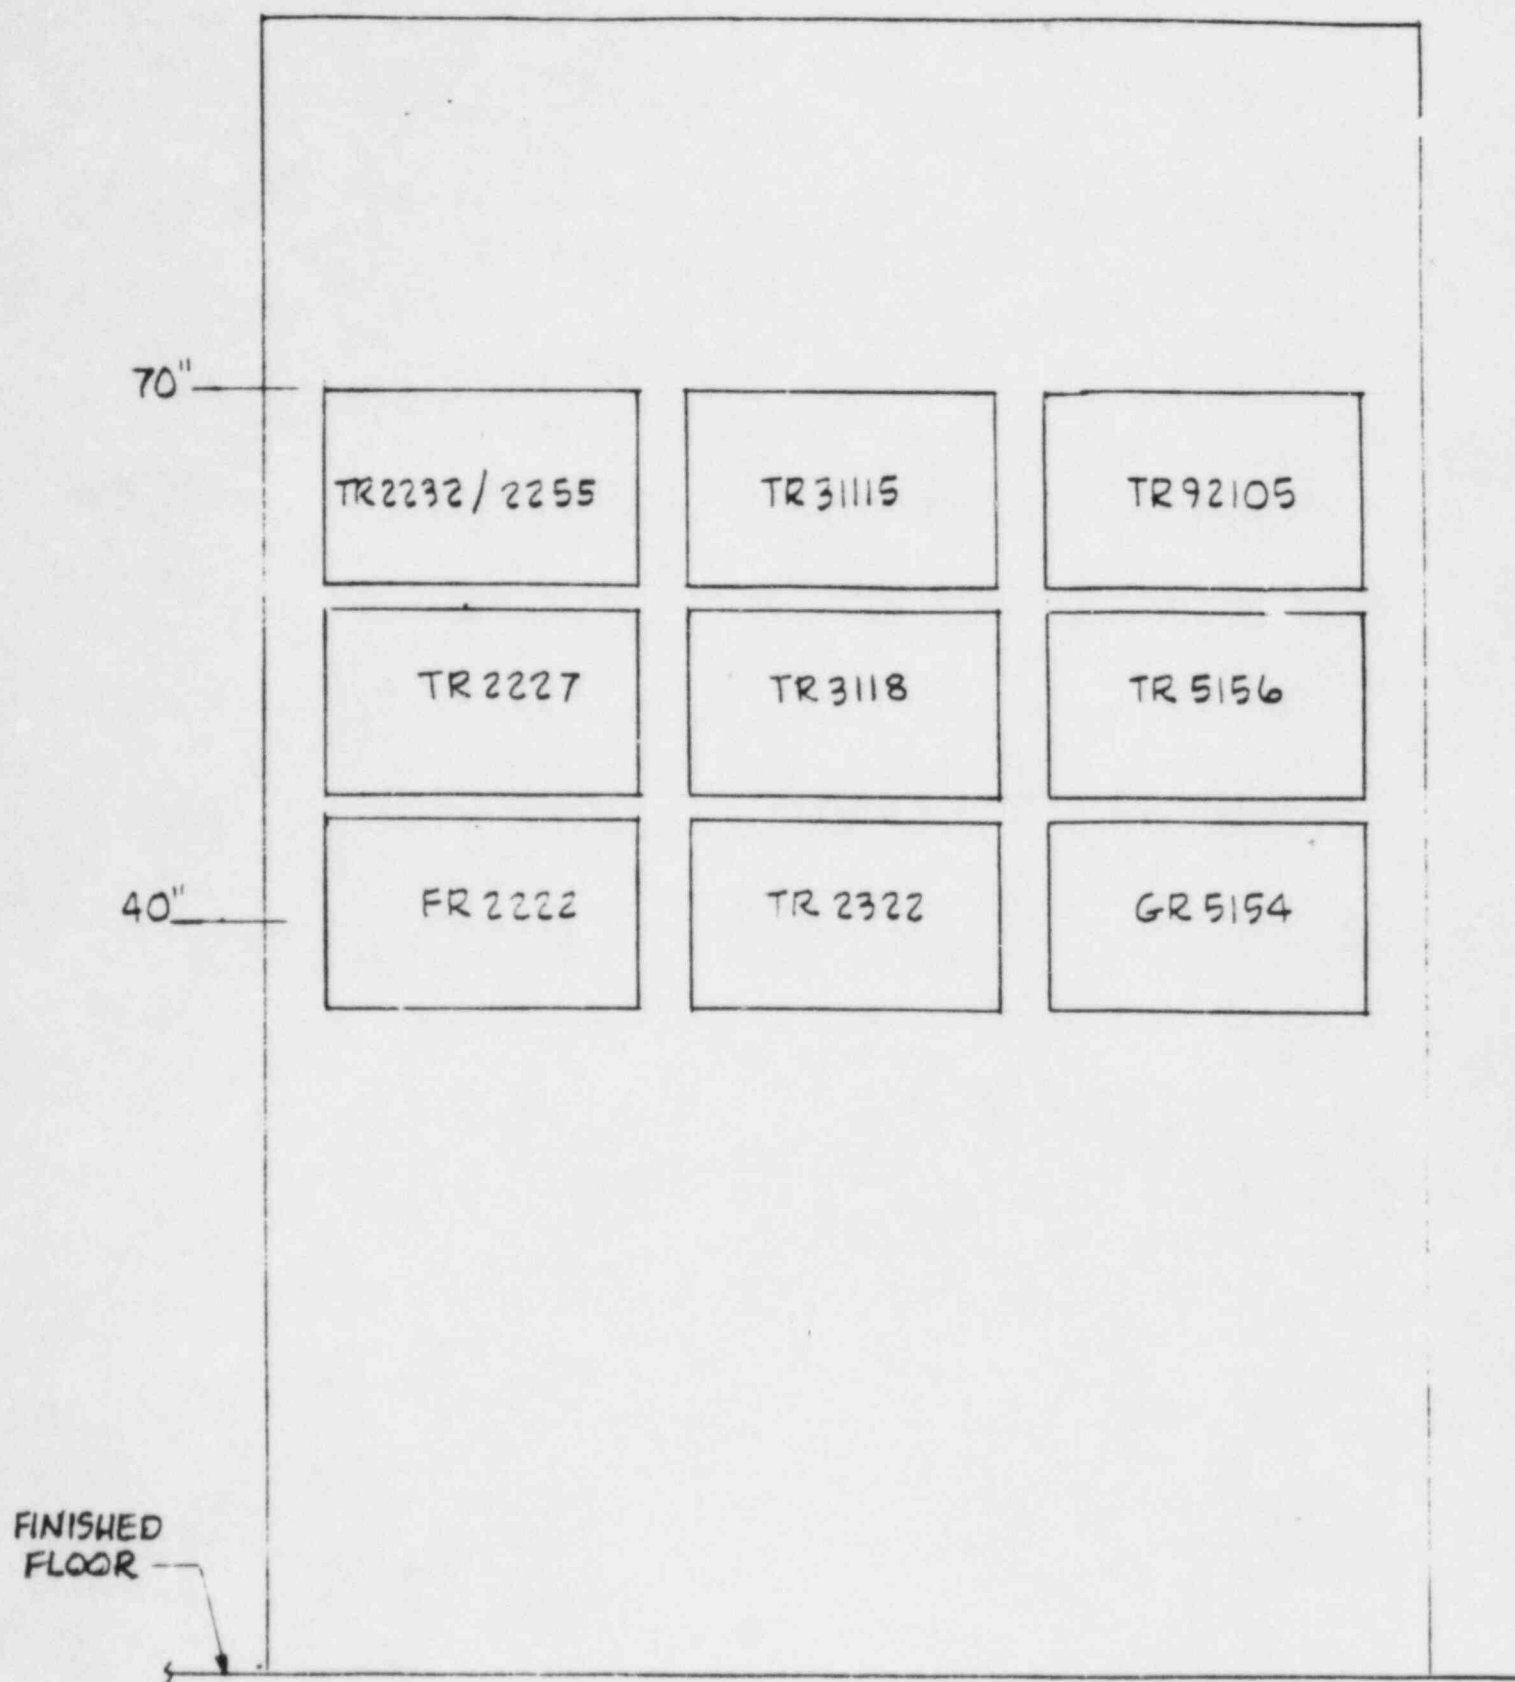 70"
TR2232/2255
TR31115
TR92105
TR2227
TR3118
TR5156
40"
FR2222
TR2322
GR5154
FINISHED
FLOOR